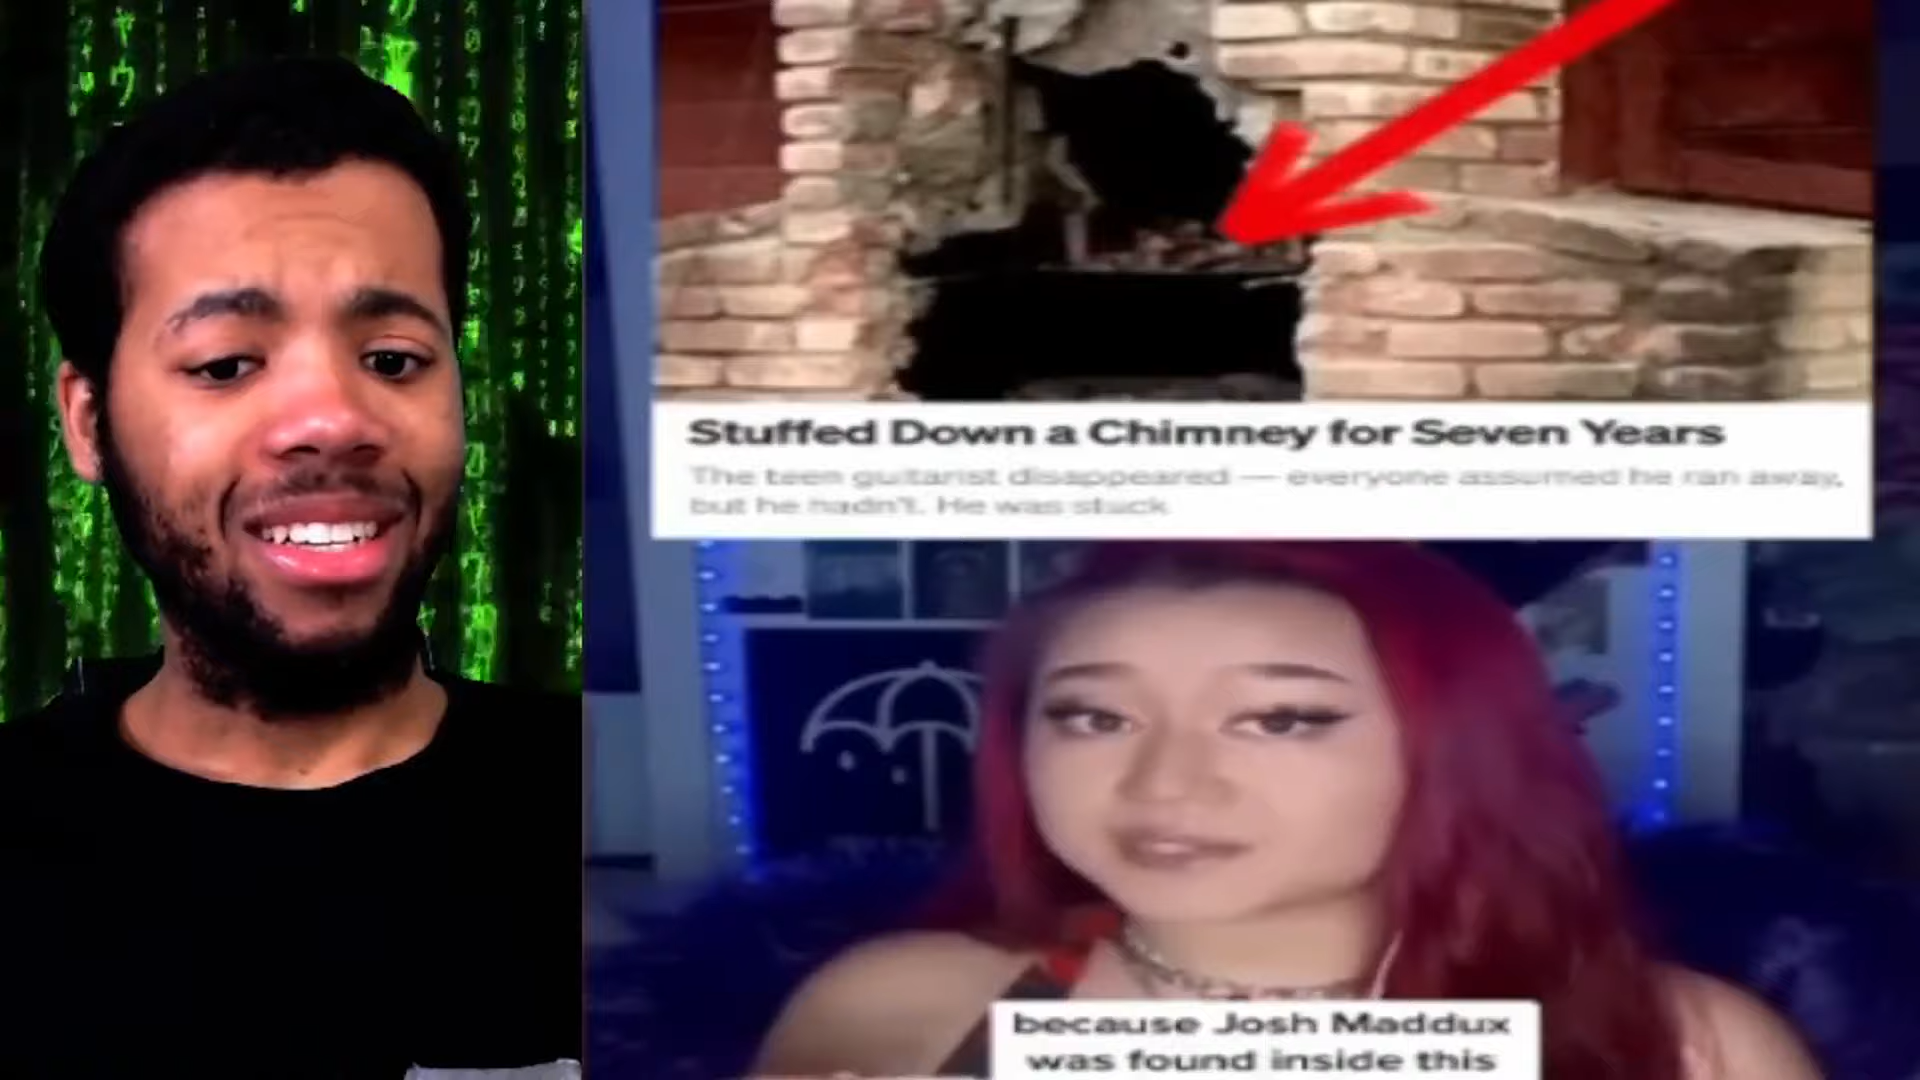 Stuffed Down a Chimney for Seven Years
The teen guitarist disappeared — everyone assumed he ran away,
but he hadn't. He was stuck
because Josh Maddux
was found inside this